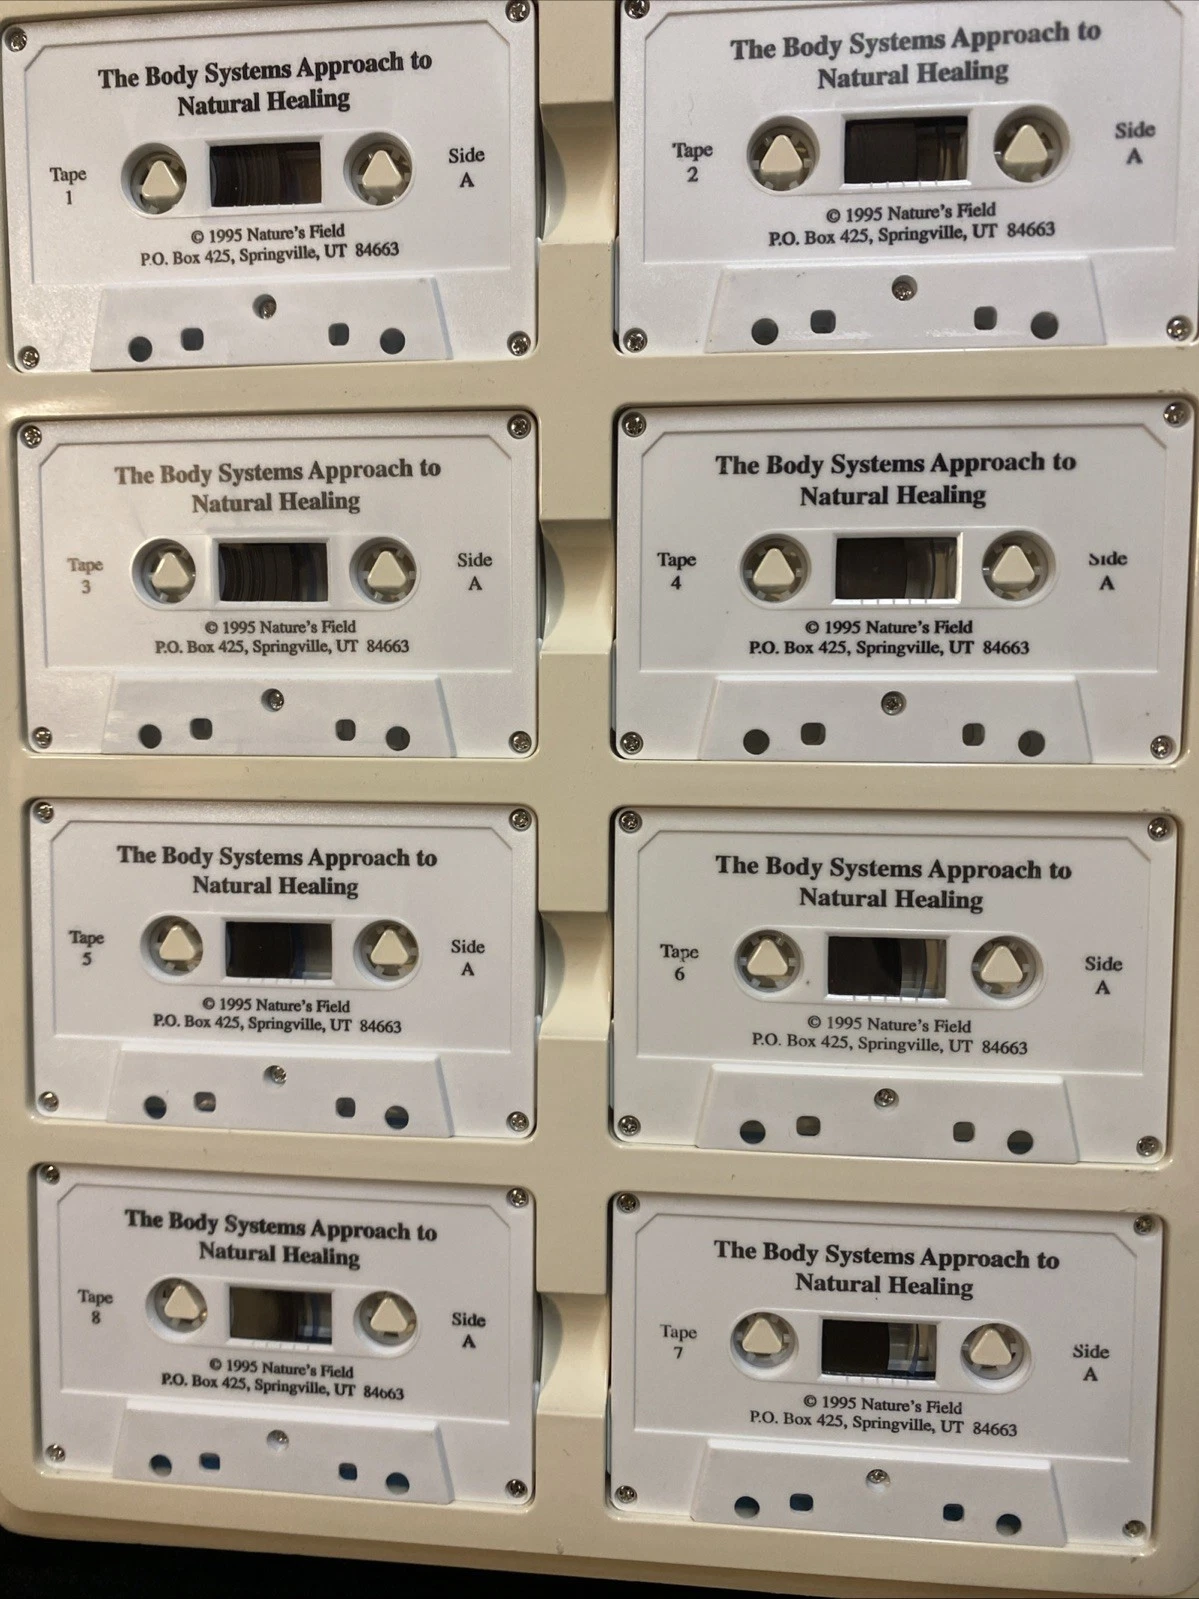 The Body Systems Approach to
Natural Healing
Tape
1
Side
A
© 1995 Nature's Field
P.O. Box 425, Springville, UT 84663
The Body Systems Approach to
Natural Healing
Tape
2
Side
A
© 1995 Nature's Field
P.O. Box 425, Springville, UT 84663
The Body Systems Approach to
Natural Healing
Tape
3
Side
A
© 1995 Nature's Field
P.O. Box 425, Springville, UT 84663
The Body Systems Approach to
Natural Healing
Tape
4
Side
A
© 1995 Nature's Field
P.O. Box 425, Springville, UT 84663
The Body Systems Approach to
Natural Healing
Tape
5
Side
A
© 1995 Nature's Field
P.O. Box 425, Springville, UT 84663
The Body Systems Approach to
Natural Healing
Tape
6
Side
A
© 1995 Nature's Field
P.O. Box 425, Springville, UT 84663
The Body Systems Approach to
Natural Healing
Tape
8
Side
A
© 1995 Nature's Field
P.O. Box 425, Springville, UT 84663
The Body Systems Approach to
Natural Healing
Tape
7
Side
A
© 1995 Nature's Field
P.O. Box 425, Springville, UT 84663